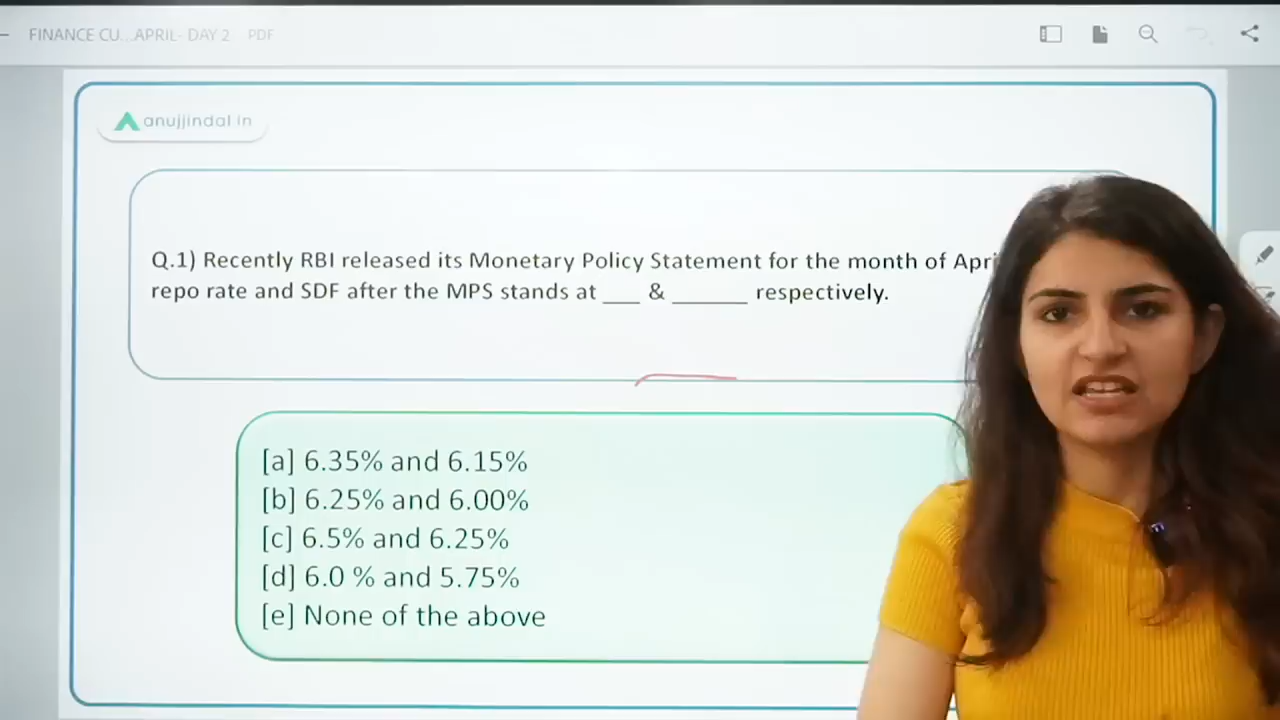 FINANCE CU...APRIL- DAY 2 PDF
anujjindal.in
Q.1) Recently RBI released its Monetary Policy Statement for the month of Apri
repo rate and SDF after the MPS stands at ___ & ______ respectively.
[a] 6.35% and 6.15%
[b] 6.25% and 6.00%
[c] 6.5% and 6.25%
[d] 6.0 % and 5.75%
[e] None of the above